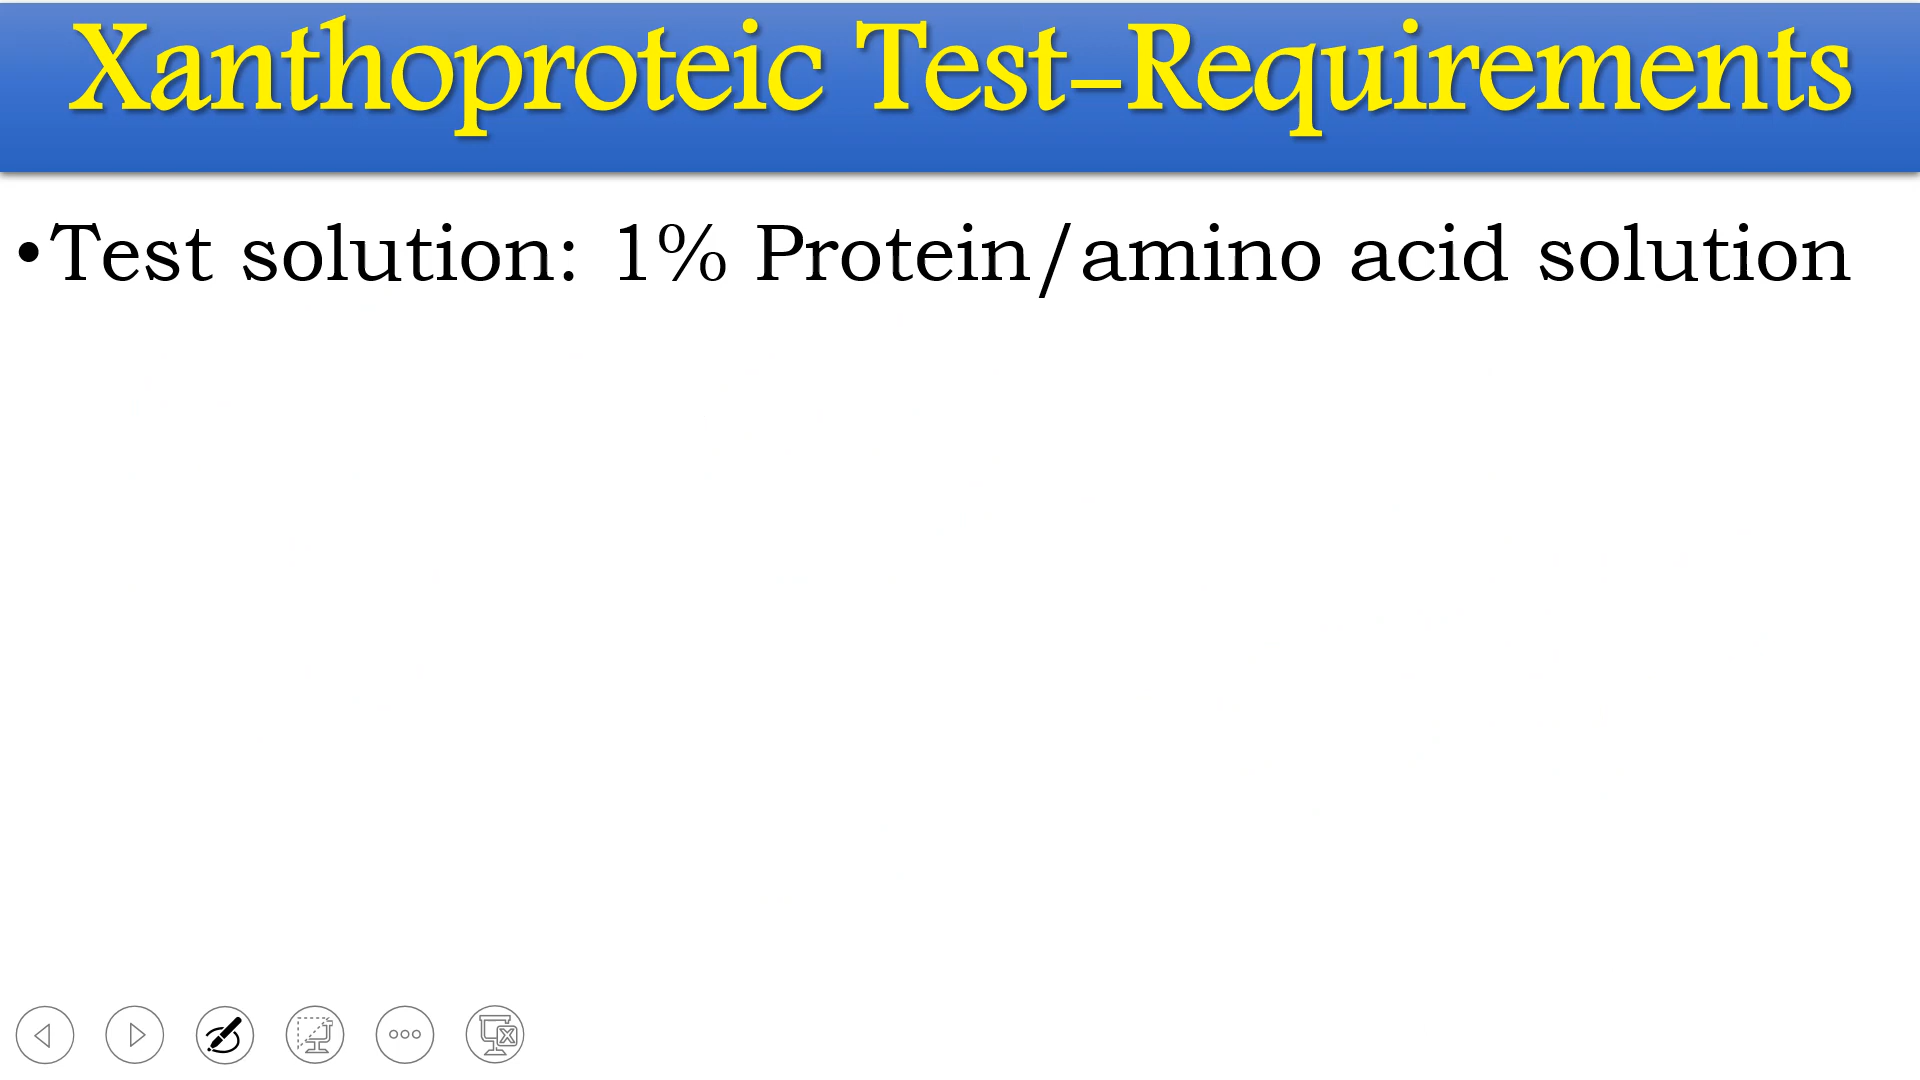 Xanthoproteic Test-Requirements
•Test solution: 1% Protein/amino acid solution